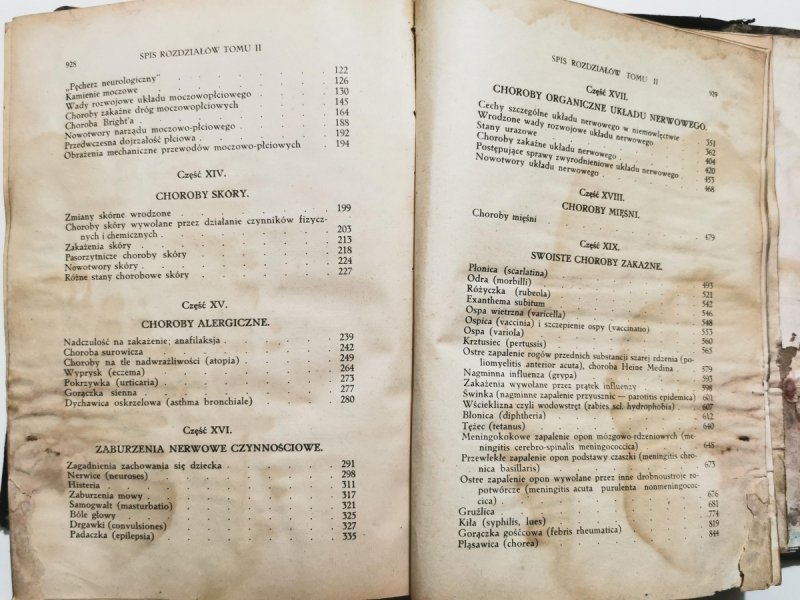 928
SPIS ROZDZIAŁÓW TOMU II
„Pęcherz neurologiczny" 122
Kamienie moczowe 126
Wady rozwojowe układu moczowopłciowego 130
Choroby zakaźne dróg moczowopłciowych 145
Choroba Bright'a 164
Nowotwory narządu moczowo-płciowego 188
Przedwczesna dojrzałość płciowa 192
Obrażenia mechaniczne przewodów moczowo-płciowych 194
Część XIV.
CHOROBY SKÓRY.
Zmiany skórne wrodzone 199
Choroby skóry wywołane przez działanie czynników fizycz-
nych i chemicznych 203
Zakażenia skóry 213
Pasorzytnicze choroby skóry 218
Nowotwory skóry 224
Różne stany chorobowe skóry 227
Część XV.
CHOROBY ALERGICZNE.
Nadczułość na zakażenie; anafilaksja 239
Choroba surowicza 242
Choroby na tle nadwrażliwości (atopia) 249
Wyprysk (eczema) 264
Pokrzywka (urticaria) 273
Gorączka sienna 277
Dychawica oskrzelowa (asthma bronchiale) 280
Część XVI.
ZABURZENIA NERWOWE CZYNNOŚCIOWE.
Zagadnienia zachowania się dziecka 291
Nerwice (neuroses) 298
Histeria 311
Zaburzenia mowy 317
Samogwałt (masturbatio) 321
Bóle głowy 325
Drgawki (convulsiones) 327
Padaczka (epilepsia) 335
SPIS ROZDZIAŁÓW TOMU II
929
Część XVII.
CHOROBY ORGANICZNE UKŁADU NERWOWEGO.
Cechy szczególne układu nerwowego w niemowlęctwie 351
Wrodzone wady rozwojowe układu nerwowego 362
Stany urazowe 404
Choroby zakaźne układu nerwowego 420
Postępujące sprawy zwyrodnieniowe układu nerwowego 453
Nowotwory układu nerwowego 468
Część XVIII.
CHOROBY MIĘŚNI.
Choroby mięśni 479
Część XIX.
SWOISTE CHOROBY ZAKAŹNE.
Płonica (scarlatina) 493
Odra (morbilli) 521
Różyczka (rubeola) 542
Exanthema subitum 546
Ospa wietrzna (varicella) 548
Ospica (vaccinia) i szczepienie ospy (vaccinatio) 553
Ospa (variola) 560
Krztusiec (pertussis) 565
Ostre zapalenie rogów przednich substancji szarej rdzenia (po-
liomyelitis anterior acuta), choroba Heine Medina 579
Nagminna influenza (grypa) 593
Zakażenia wywołane przez prątek influenzy 598
Świnka (nagminne zapalenie przyusznic — parotitis epidemica) 601
Wścieklizna czyli wodowstręt (rabies scl. hydrophobia) 607
Błonica (diphtheria) 612
Tężec (tetanus) 640
Meningokokowe zapalenie opon mózgowo-rdzeniowych (me-
ningitis cerebro-spinalis meningococcica) 645
Przewlekłe zapalenie opon podstawy czaszki (meningitis chro-
nica basillaris) 673
Ostre zapalenie opon wywołane przez inne drobnoustroje ro-
potwórcze (meningitis acuta purulenta nonmeningococ-
cica) 676
Gruźlica 681
Kiła (syphilis, lues) 774
Gorączka gośćcowa (febris rheumatica) 819
Pląsawica (chorea) 844